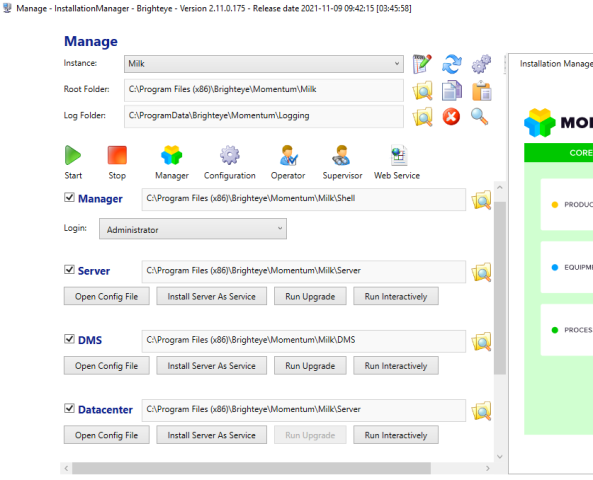 Manage - InstallationManager - Brighteye - Version 2.11.0.175 - Release date 2021-11-09 09:42:15 [03:45:58]
Manage
Instance: Milk
Root Folder: C:\Program Files (x86)\Brighteye\Momentum\Milk
Log Folder: C:\ProgramData\Brighteye\Momentum\Logging
Start Stop Manager Configuration Operator Supervisor Web Service
Manager C:\Program Files (x86)\Brighteye\Momentum\Milk\Shell
Login: Administrator
Server C:\Program Files (x86)\Brighteye\Momentum\Milk\Server
Open Config File Install Server As Service Run Upgrade Run Interactively
DMS C:\Program Files (x86)\Brighteye\Momentum\Milk\DMS
Open Config File Install Server As Service Run Upgrade Run Interactively
Datacenter C:\Program Files (x86)\Brighteye\Momentum\Milk\Server
Open Config File Install Server As Service Run Upgrade Run Interactively
Installation Manage
MO
CORE
PRODUC
EQUIPM
PROCES